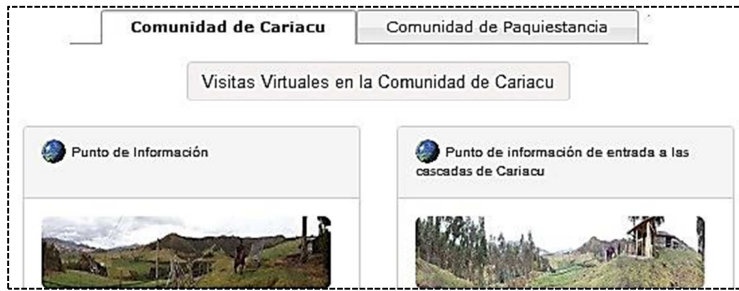 Comunidad de Cariacu
Comunidad de Paquiestancia
Visitas Virtuales en la Comunidad de Cariacu
Punto de Información
Punto de información de entrada a las
cascadas de Cariacu